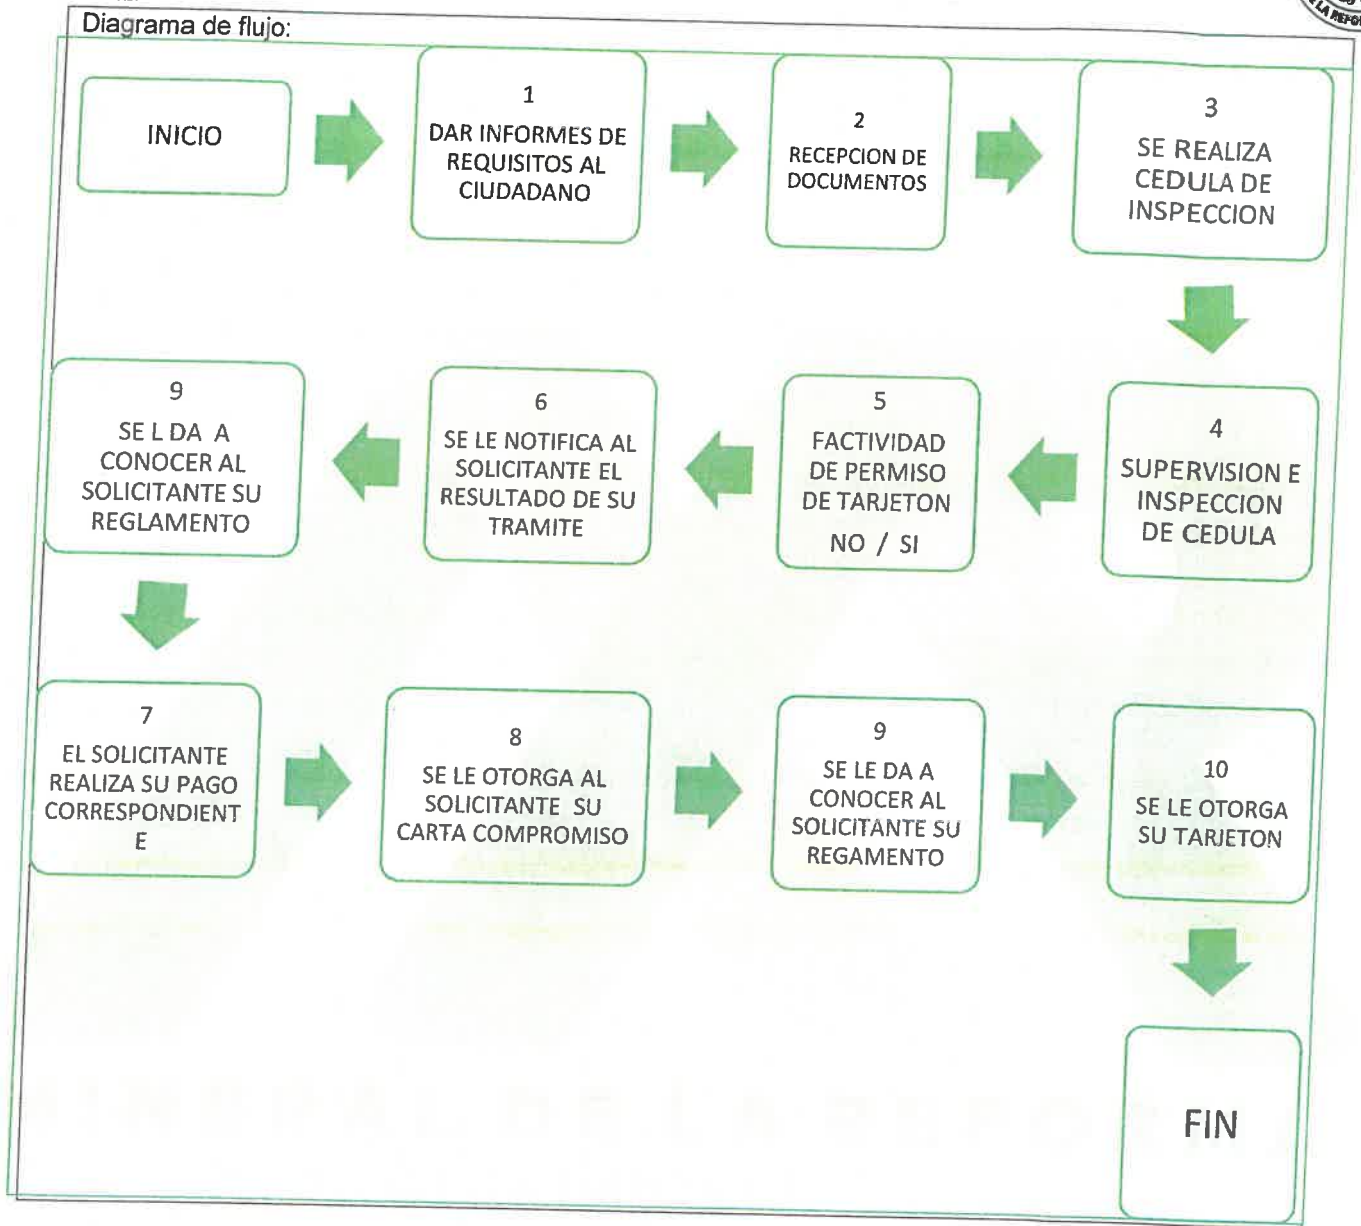 Diagrama de flujo:
INICIO
1
DAR INFORMES DE
REQUISITOS AL
CIUDADANO
2
RECEPCION DE
DOCUMENTOS
3
SE REALIZA
CEDULA DE
INSPECCION
4
SUPERVISION E
INSPECCION
DE CEDULA
5
FACTIVIDAD
DE PERMISO
DE TARJETON
NO / SI
6
SE LE NOTIFICA AL
SOLICITANTE EL
RESULTADO DE SU
TRAMITE
9
SE L DA A
CONOCER AL
SOLICITANTE SU
REGLAMENTO
7
EL SOLICITANTE
REALIZA SU PAGO
CORRESPONDIENT
E
8
SE LE OTORGA AL
SOLICITANTE SU
CARTA COMPROMISO
9
SE LE DA A
CONOCER AL
SOLICITANTE SU
REGAMENTO
10
SE LE OTORGA
SU TARJETON
FIN